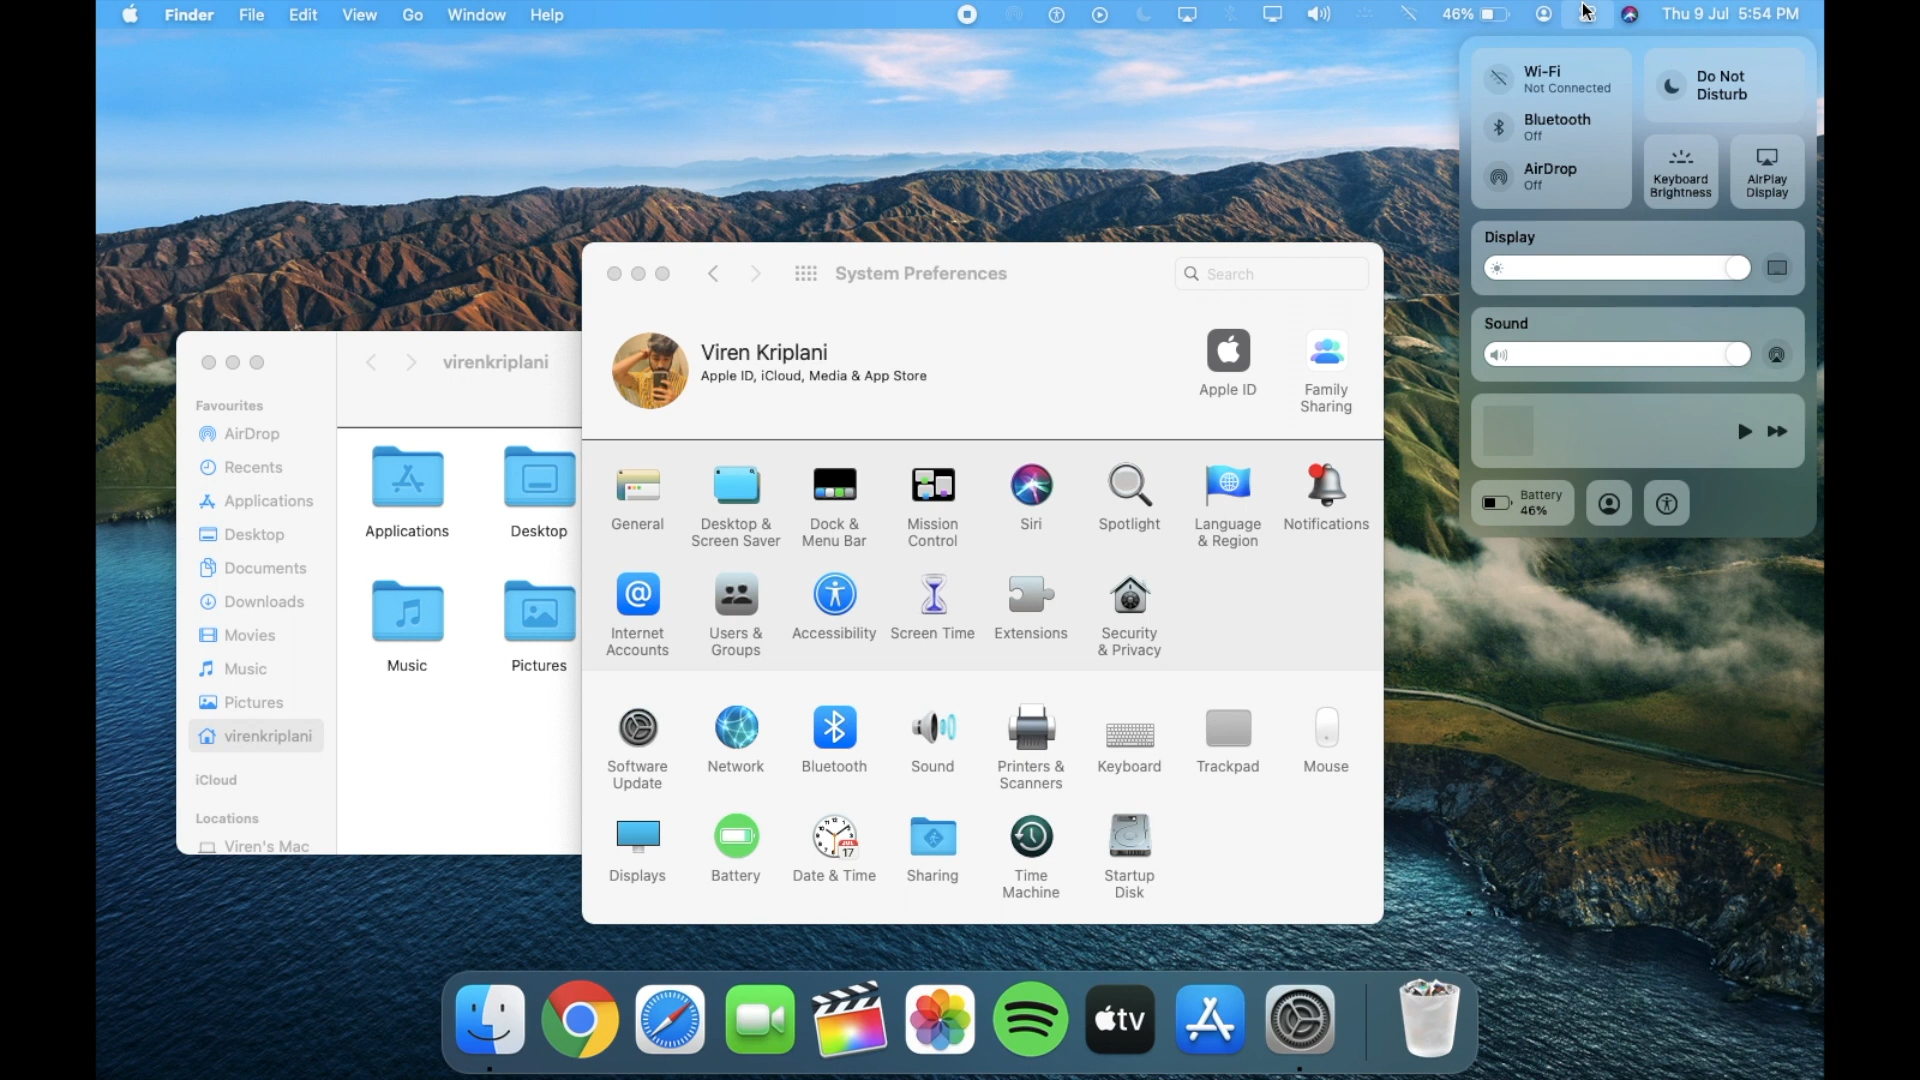 Finder File Edit View Go Window Help
46%
Thu 9 Jul 5:54 PM
Wi-Fi
Not Connected
Bluetooth
Off
AirDrop
Off
Do Not
Disturb
Keyboard
Brightness
AirPlay
Display
Display
Sound
Battery
46%
System Preferences
Search
Viren Kriplani
Apple ID, iCloud, Media & App Store
Apple ID
Family
Sharing
General
Desktop &
Screen Saver
Dock &
Menu Bar
Mission
Control
Siri
Spotlight
Language
& Region
Notifications
Internet
Accounts
Users &
Groups
Accessibility
Screen Time
Extensions
Security
& Privacy
Software
Update
Network
Bluetooth
Sound
Printers &
Scanners
Keyboard
Trackpad
Mouse
Displays
Battery
JUL
17
Date & Time
Sharing
Time
Machine
Startup
Disk
virenkriplani
Favourites
AirDrop
Recents
Applications
Desktop
Documents
Downloads
Movies
Music
Pictures
virenkriplani
iCloud
Locations
Viren's Mac
Applications
Desktop
Music
Pictures
tv